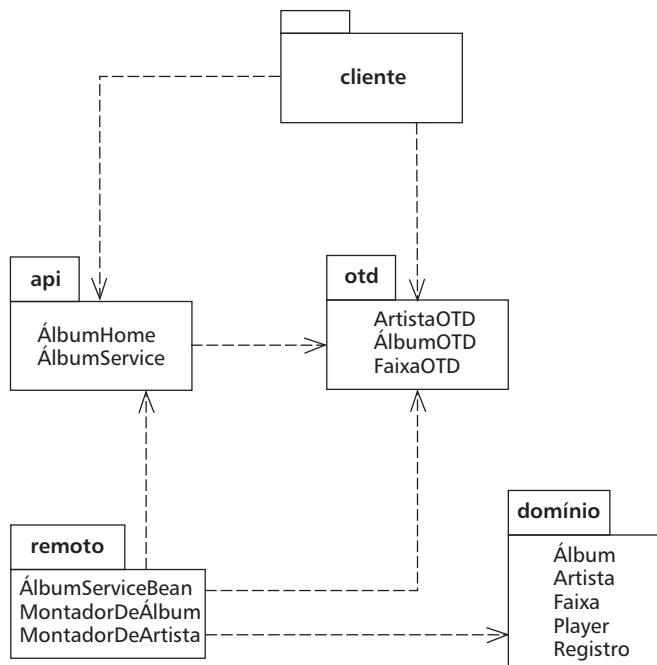 cliente
api
ÁlbumHome
ÁlbumService
otd
ArtistaOTD
ÁlbumOTD
FaixaOTD
remoto
ÁlbumServiceBean
MontadorDeÁlbum
MontadorDeArtista
domínio
Álbum
Artista
Faixa
Player
Registro